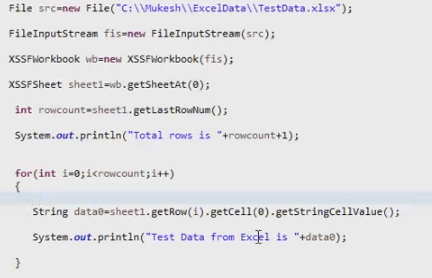 File src=new File("C:\\Mukesh\\ExcelData\\TestData.xlsx");
FileInputStream fis=new FileInputStream(src);
XSSFWorkbook wb=new XSSFWorkbook(fis);
XSSFSheet sheet1=wb.getSheetAt(0);
int rowcount=sheet1.getLastRowNum();
System.out.println("Total rows is "+rowcount+1);
for(int i=0;i<rowcount;i++)
{
String data0=sheet1.getRow(i).getCell(0).getStringCellValue();
System.out.println("Test Data from Excel is "+data0);
}